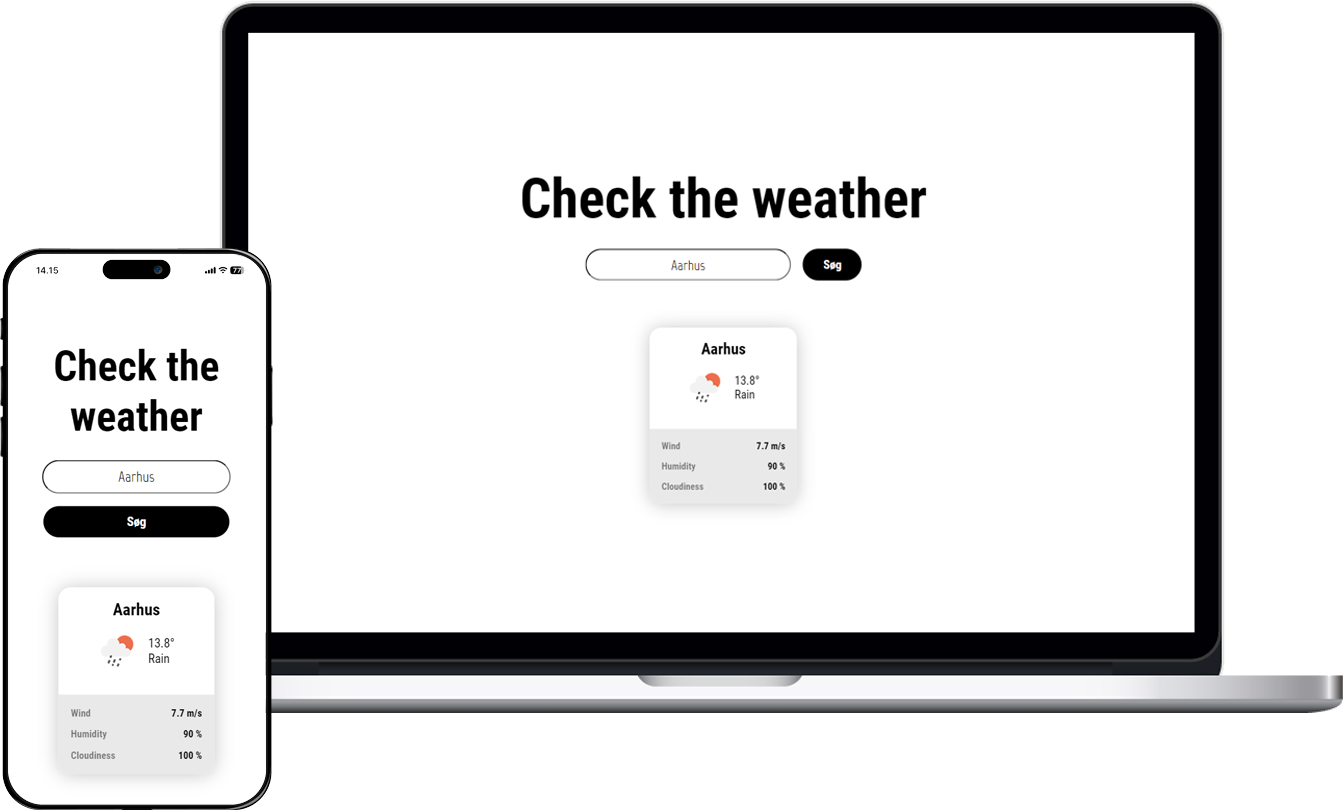 Check the weather
Aarhus
Søg
Aarhus
13.8°
Rain
Wind 7.7 m/s
Humidity 90 %
Cloudiness 100 %
14.15
77
Check the
weather
Aarhus
Søg
Aarhus
13.8°
Rain
Wind 7.7 m/s
Humidity 90 %
Cloudiness 100 %